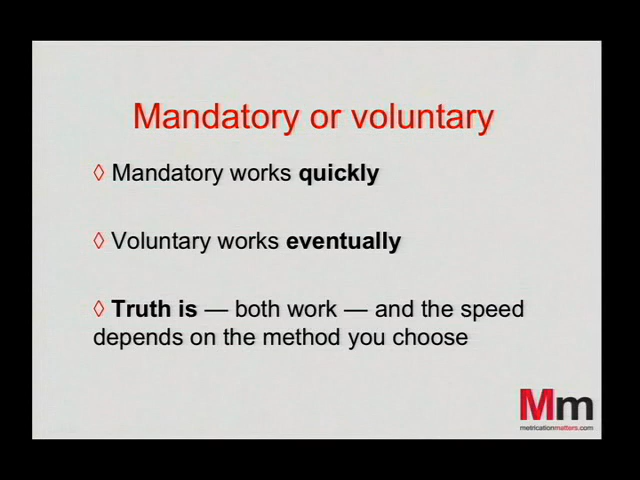 Mandatory or voluntary
◊ Mandatory works quickly
◊ Voluntary works eventually
◊ Truth is — both work — and the speed
depends on the method you choose
Mm
metricationmatters.com